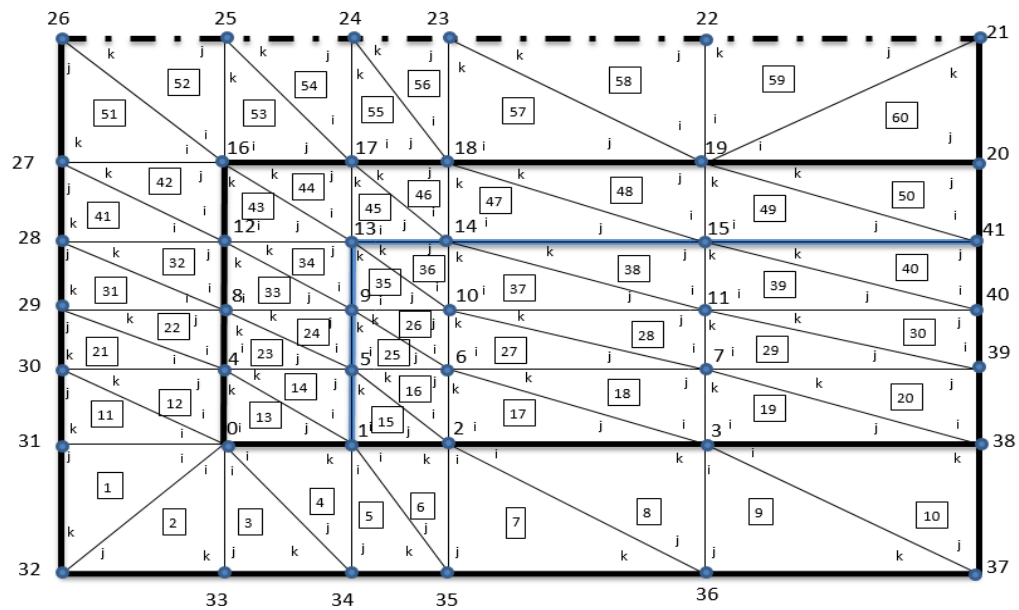 26 25 24 23 22 21
k j k j k j k j k j
j k k k k k
52 54 56 58 59
51 53 55 57 60
i i i i i
k i j
27 16 i j 17 i j 18 i j 19 20
k j k j k j k j k j
42 44 46 48 50
41 43 45 47 49
28 12 i j 13 14 i j 15 i j 41
k j k j k j k j k j
32 34 36 38 40
31 33 35 37 39
29 8 i j 9 i j 10 i j 11 i j 40
k j k j k j k j k j
22 24 26 28 30
21 23 25 27 29
30 4 i j 5 i j 6 i j 7 i j 39
k j k j k j k j k j
12 14 16 18 20
11 13 15 17 19
31 0 i j 1 i j 2 i j 3 i j 38
j i i k i k i k i k
1 4 6 8
2 3 5 7 9 10
k j j j j
j k j k j k j k j k
32 33 34 35 36 37